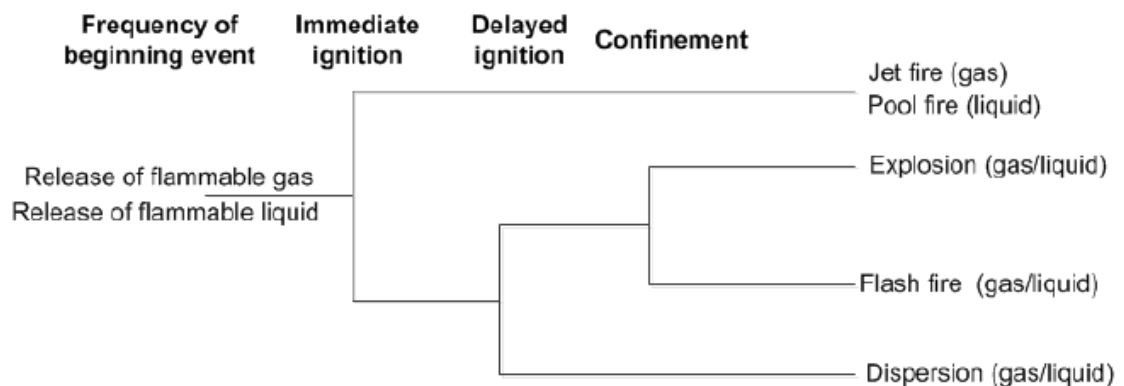 Frequency of
beginning event
Immediate
ignition
Delayed
ignition
Confinement
Jet fire (gas)
Pool fire (liquid)
Release of flammable gas
Release of flammable liquid
Explosion (gas/liquid)
Flash fire (gas/liquid)
Dispersion (gas/liquid)